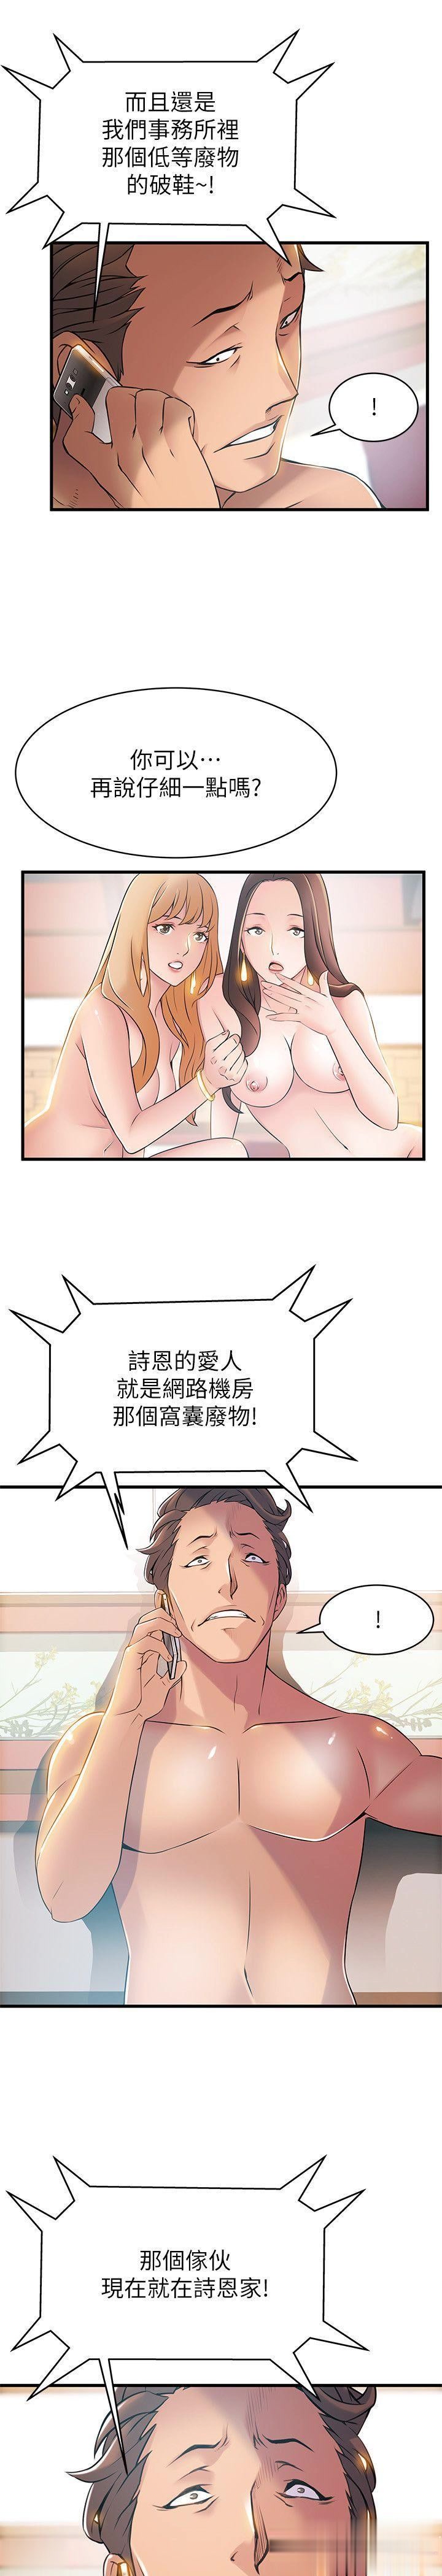 而且還是
我們事務所裡
那個低等廢物
的破鞋~!
!
你可以…
再說仔細一點嗎?
詩恩的愛人
就是網路機房
那個窩囊廢物!
!
那個傢伙
現在就在詩恩家!